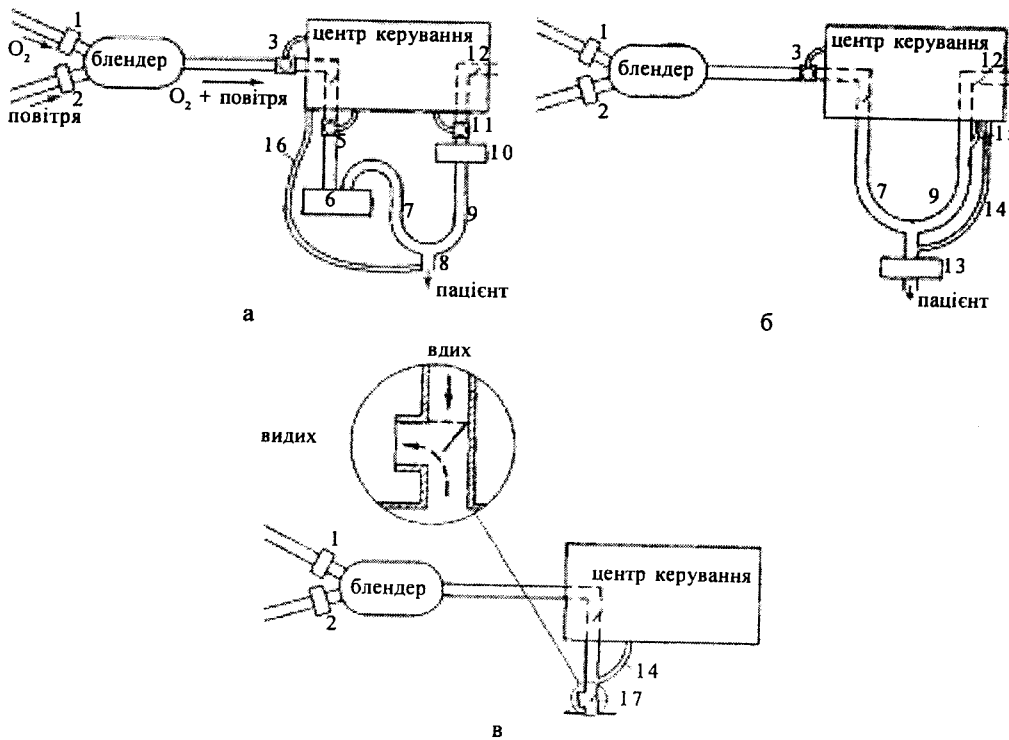 1
O₂
блендер
2
повітря
O₂ + повітря
3
центр керування
12
5
11
10
16
6
7
9
8
пацієнт
а
1
блендер
2
3
центр керування
12
7
9
14
13
пацієнт
б
вдих
видих
1
блендер
2
центр керування
14
17
в